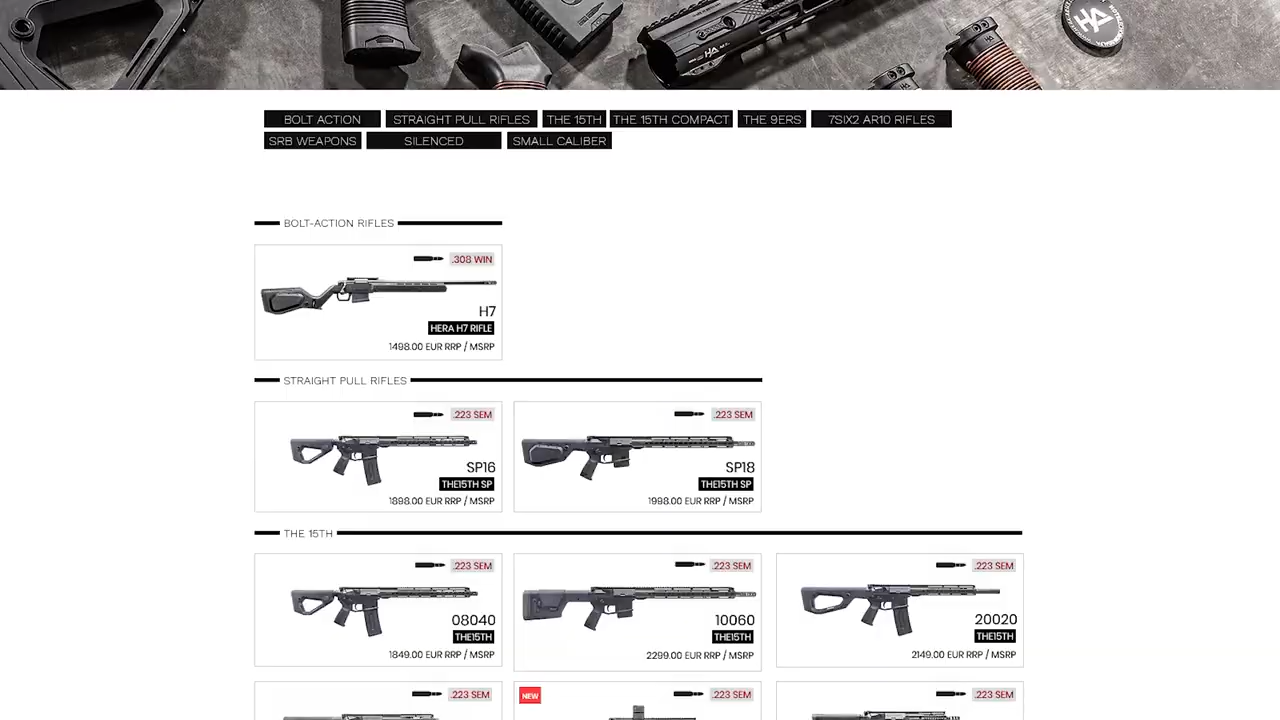 HA
HA
BOLT ACTION STRAIGHT PULL RIFLES THE 15TH THE 15TH COMPACT THE 9ERS 7SIX2 AR10 RIFLES
SRB WEAPONS SILENCED SMALL CALIBER
BOLT-ACTION RIFLES
.308 WIN
H7
HERA H7 RIFLE
1498.00 EUR RRP / MSRP
STRAIGHT PULL RIFLES
.223 SEM
SP16
THE15TH SP
1898.00 EUR RRP / MSRP
.223 SEM
SP18
THE15TH SP
1998.00 EUR RRP / MSRP
THE 15TH
.223 SEM
08040
THE15TH
1849.00 EUR RRP / MSRP
.223 SEM
10060
THE15TH
2299.00 EUR RRP / MSRP
.223 SEM
20020
THE15TH
2149.00 EUR RRP / MSRP
.223 SEM
NEW
.223 SEM
.223 SEM